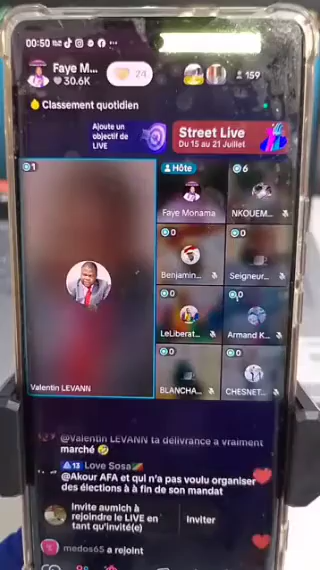 00:50
Faye M...
30.6K
24
159
Classement quotidien
Ajoute un
objectif de
LIVE
Street Live
Du 15 au 21 Juillet
1
Hôte
6
Faye Monama
NKOUEM...
0
0
Benjamin...
Seigneur...
0
0
LeLiberat...
Armand K...
0
0
BLANCHA...
CHESNET...
Valentin LEVANN
@Valentin LEVANN ta délivrance a vraiment
marché 🤣
13 Love Sosa🇨🇬
@Akour AFA et qui n'a pas voulu organiser
des élections à à fin de son mandat
Invite aumich à
rejoindre le LIVE en
tant qu'invité(e)
Inviter
medos65 a rejoint